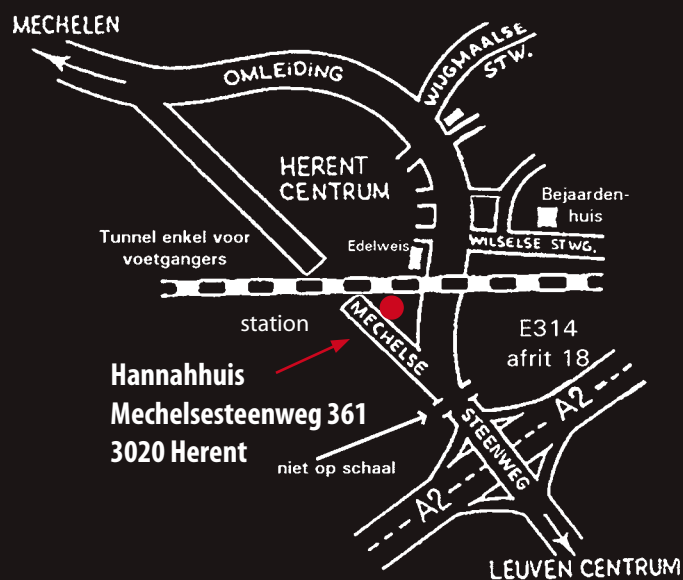 MECHELEN
OMLEiDiNG
WIJGMAALSE
STW.
HERENT
CENTRUM
Bejaarden-
huis
Tunnel enkel voor
voetgangers
Edelweis
WILSELSE STWG.
station
MECHELSE
E314
afrit 18
Hannahhuis
Mechelsesteenweg 361
3020 Herent
niet op schaal
STEENWEG
A2
A2
LEUVEN CENTRUM